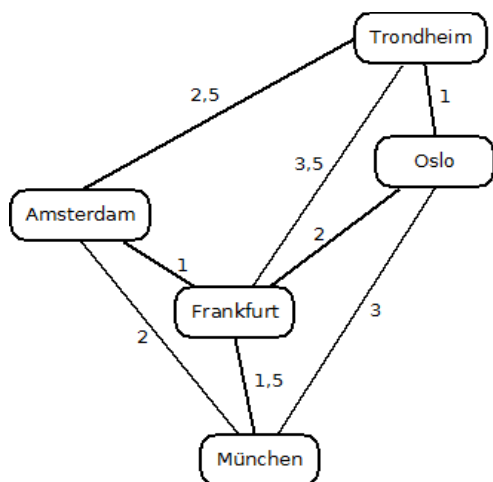 Trondheim
2,5
1
3,5
Oslo
Amsterdam
2
1
Frankfurt
3
2
1,5
München